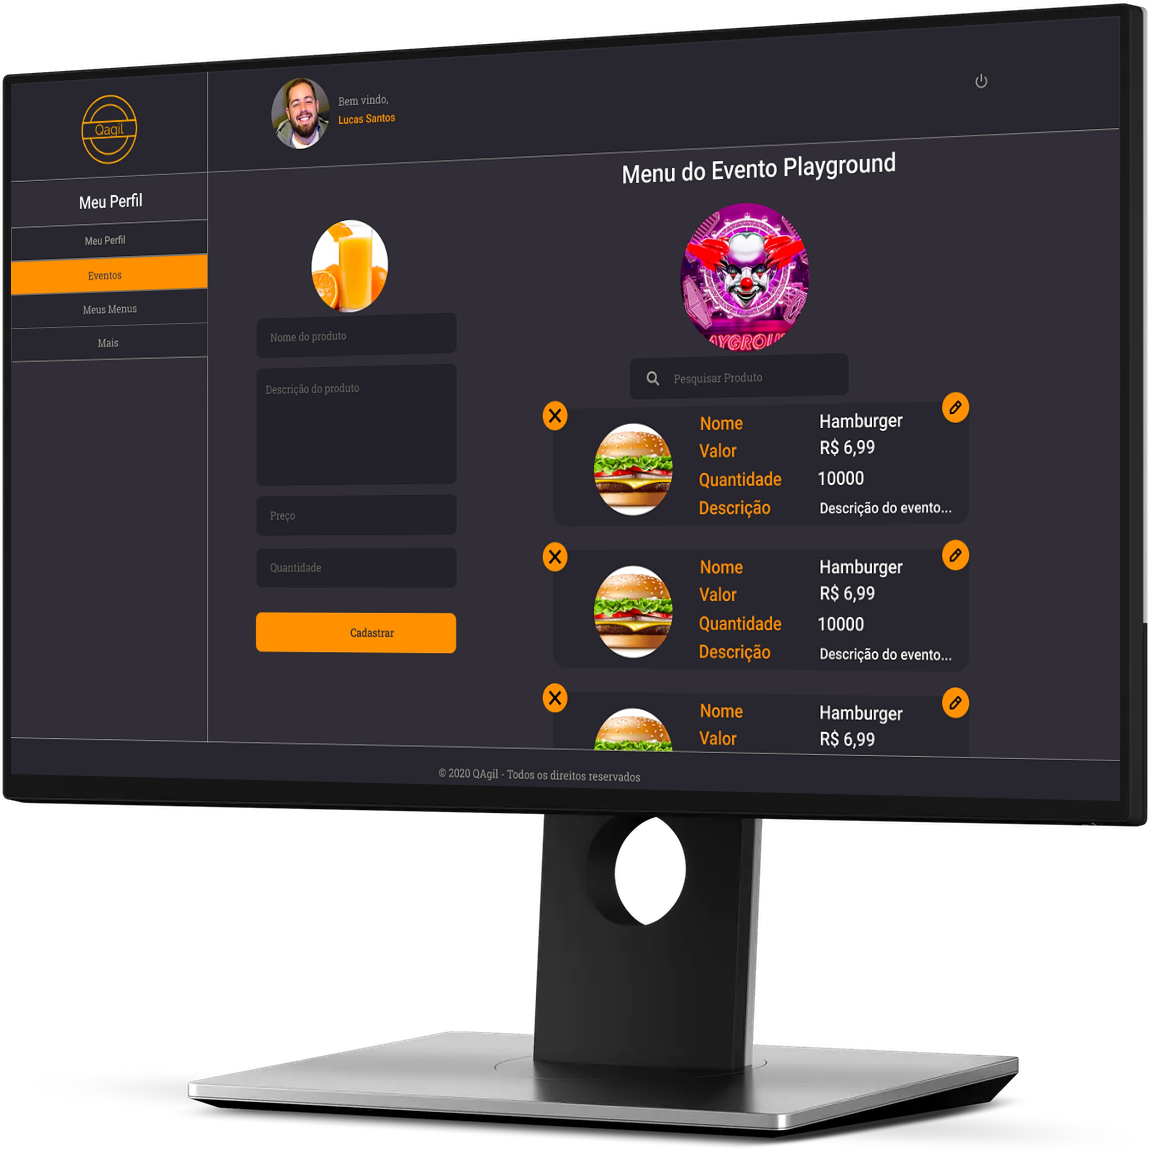 Qagil
Bem vindo,
Lucas Santos
Meu Perfil
Meu Perfil
Eventos
Meus Menus
Mais
Nome do produto
Descrição do produto
Preço
Quantidade
Cadastrar
Menu do Evento Playground
AYGROU
Pesquisar Produto
Nome Hamburger
Valor R$ 6,99
Quantidade 10000
Descrição Descrição do evento...
Nome Hamburger
Valor R$ 6,99
Quantidade 10000
Descrição Descrição do evento...
Nome Hamburger
Valor R$ 6,99
© 2020 QAgil - Todos os direitos reservados